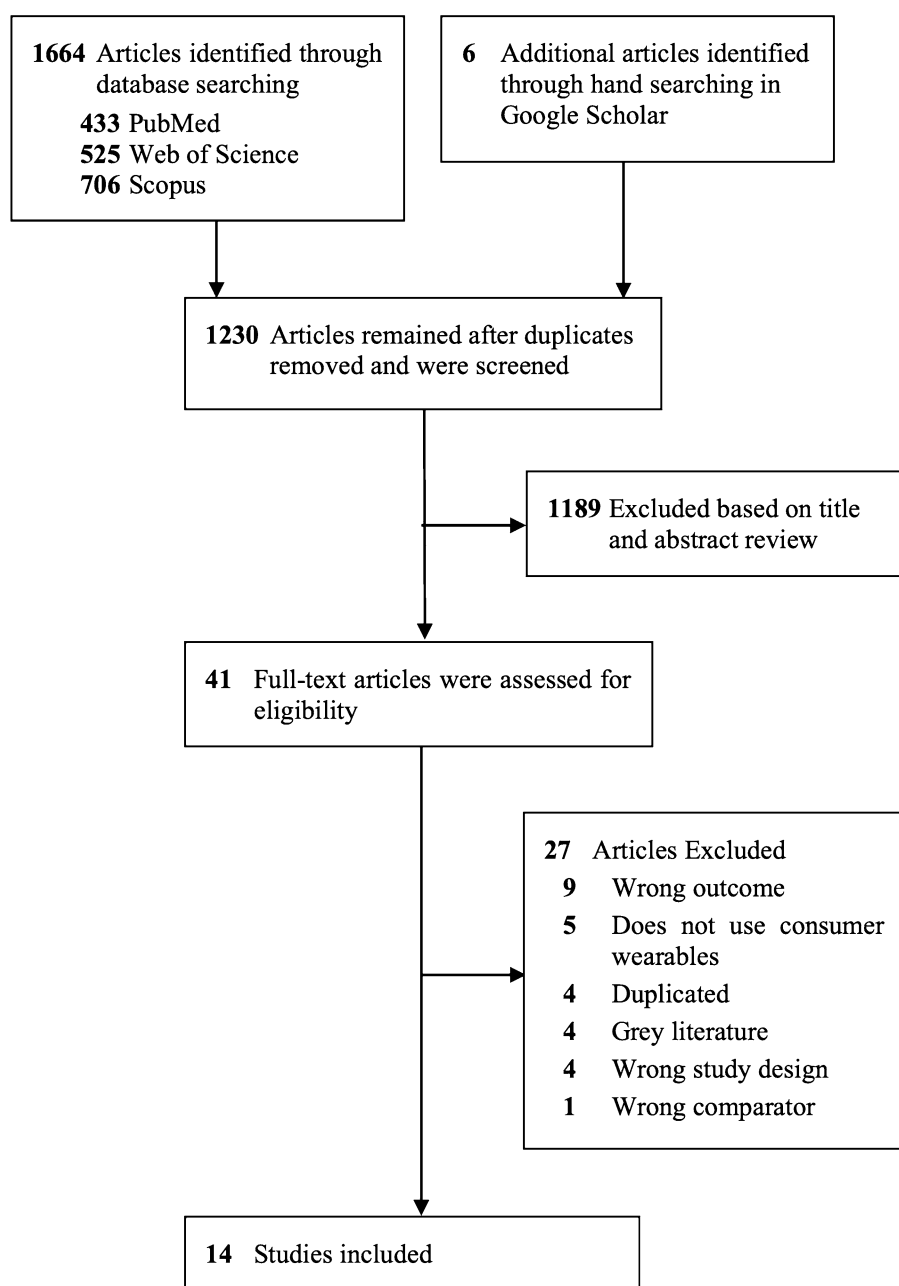 1664 Articles identified through
database searching
433 PubMed
525 Web of Science
706 Scopus
6 Additional articles identified
through hand searching in
Google Scholar
1230 Articles remained after duplicates
removed and were screened
1189 Excluded based on title
and abstract review
41 Full-text articles were assessed for
eligibility
27 Articles Excluded
9 Wrong outcome
5 Does not use consumer
wearables
4 Duplicated
4 Grey literature
4 Wrong study design
1 Wrong comparator
14 Studies included